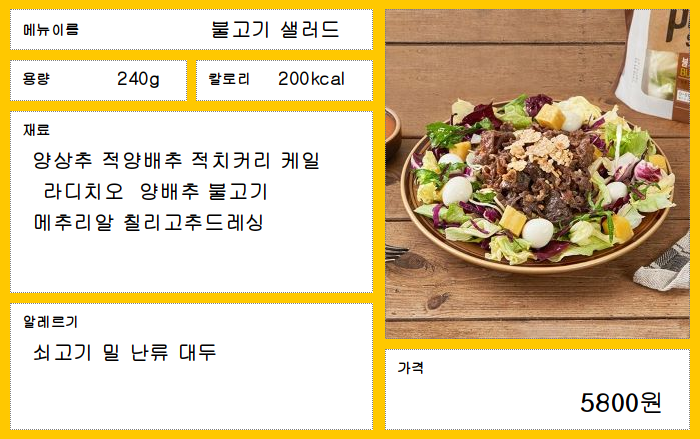 메뉴이름
불고기 샐러드
용량
240g
칼로리
200kcal
재료
양상추 적양배추 적치커리 케일
라디치오 양배추 불고기
메추리알 칠리고추드레싱
알레르기
쇠고기 밀 난류 대두
가격
5800원